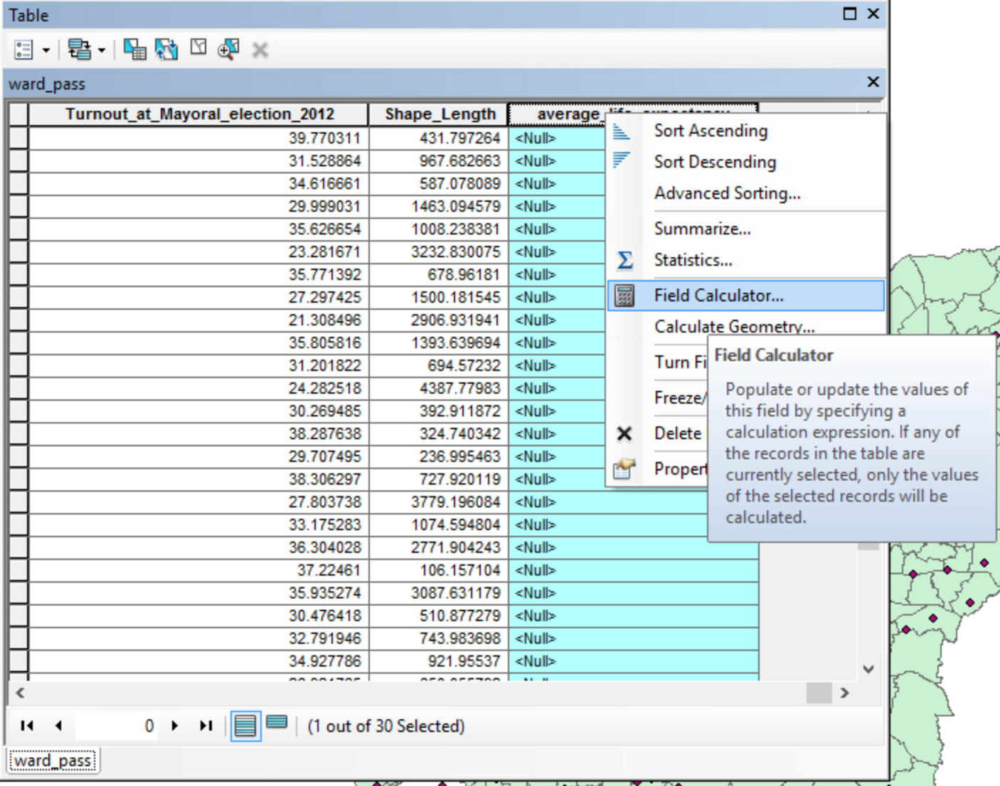 Table
ward_pass
Turnout_at_Mayoral_election_2012 Shape_Length average_life_expectancy
39.770311 431.797264 <Null>
31.528864 967.682663 <Null>
34.616661 587.078089 <Null>
29.999031 1463.094579 <Null>
35.626654 1008.238381 <Null>
23.281671 3232.830075 <Null>
35.771392 678.96181 <Null>
27.297425 1500.181545 <Null>
21.308496 2906.931941 <Null>
35.805816 1393.639694 <Null>
31.201822 694.57232 <Null>
24.282518 4387.77983 <Null>
30.269485 392.911872 <Null>
38.287638 324.740342 <Null>
29.707495 236.995463 <Null>
38.306297 727.920119 <Null>
27.803738 3779.196084 <Null>
33.175283 1074.594804 <Null>
36.304028 2771.904243 <Null>
37.22461 106.157104 <Null>
35.935274 3087.631179 <Null>
30.476418 510.877279 <Null>
32.791946 743.983698 <Null>
34.927786 921.95537 <Null>
Sort Ascending
Sort Descending
Advanced Sorting...
Summarize...
Statistics...
Field Calculator...
Calculate Geometry...
Turn Fi
Freeze/
Delete
Propert
Field Calculator
Populate or update the values of
this field by specifying a
calculation expression. If any of
the records in the table are
currently selected, only the values
of the selected records will be
calculated.
0 (1 out of 30 Selected)
ward_pass